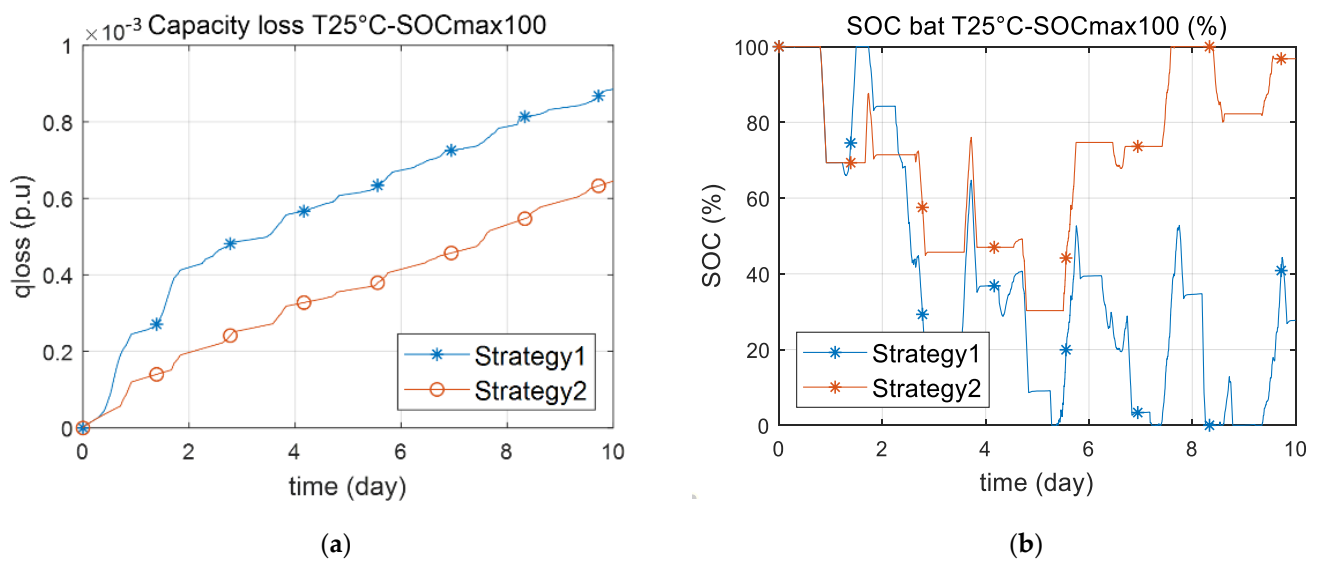 ×10⁻³ Capacity loss T25°C-SOCmax100
1
0.8
0.6
0.4
0.2
0
qloss (p.u)
0 2 4 6 8 10
time (day)
Strategy1
Strategy2
(a)
SOC bat T25°C-SOCmax100 (%)
100
80
60
40
20
0
SOC (%)
0 2 4 6 8 10
time (day)
Strategy1
Strategy2
(b)